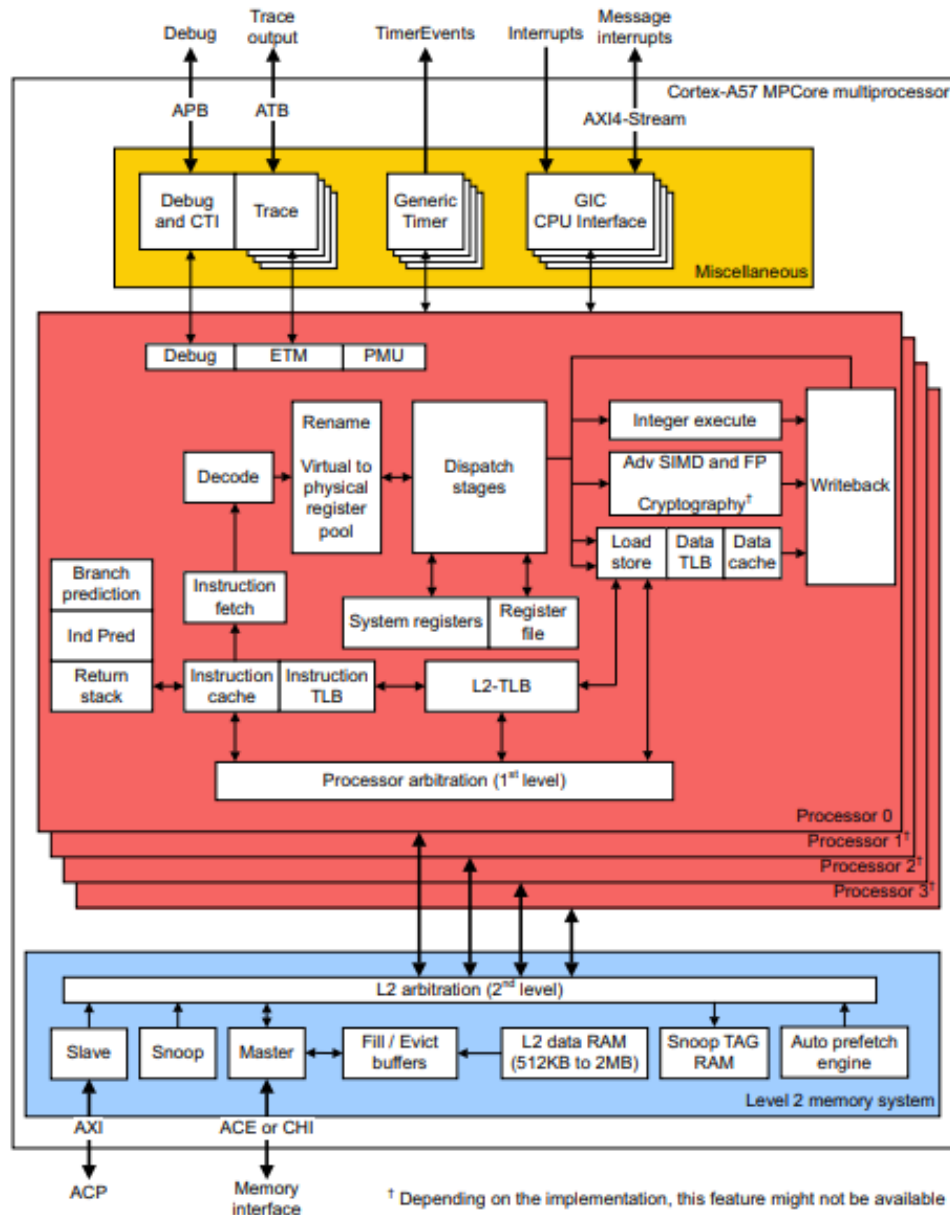 Debug
Trace
output
TimerEvents
Interrupts
Message
interrupts
Cortex-A57 MPCore multiprocessor
APB
ATB
AXI4-Stream
Debug
and CTI
Trace
Generic
Timer
GIC
CPU Interface
Miscellaneous
Debug
ETM
PMU
Rename
Virtual to
physical
register
pool
Dispatch
stages
Integer execute
Decode
Adv SIMD and FP
Cryptography†
Writeback
Load
store
Data
TLB
Data
cache
Branch
prediction
Ind Pred
Return
stack
Instruction
fetch
System registers
Register
file
Instruction
cache
Instruction
TLB
L2-TLB
Processor arbitration (1st level)
Processor 0
Processor 1†
Processor 2†
Processor 3†
L2 arbitration (2nd level)
Slave
Snoop
Master
Fill / Evict
buffers
L2 data RAM
(512KB to 2MB)
Snoop TAG
RAM
Auto prefetch
engine
Level 2 memory system
AXI
ACE or CHI
ACP
Memory
interface
† Depending on the implementation, this feature might not be available